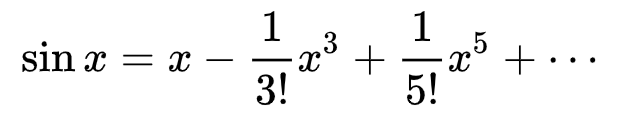 sin x = x − 1/3! x³ + 1/5! x⁵ + ···